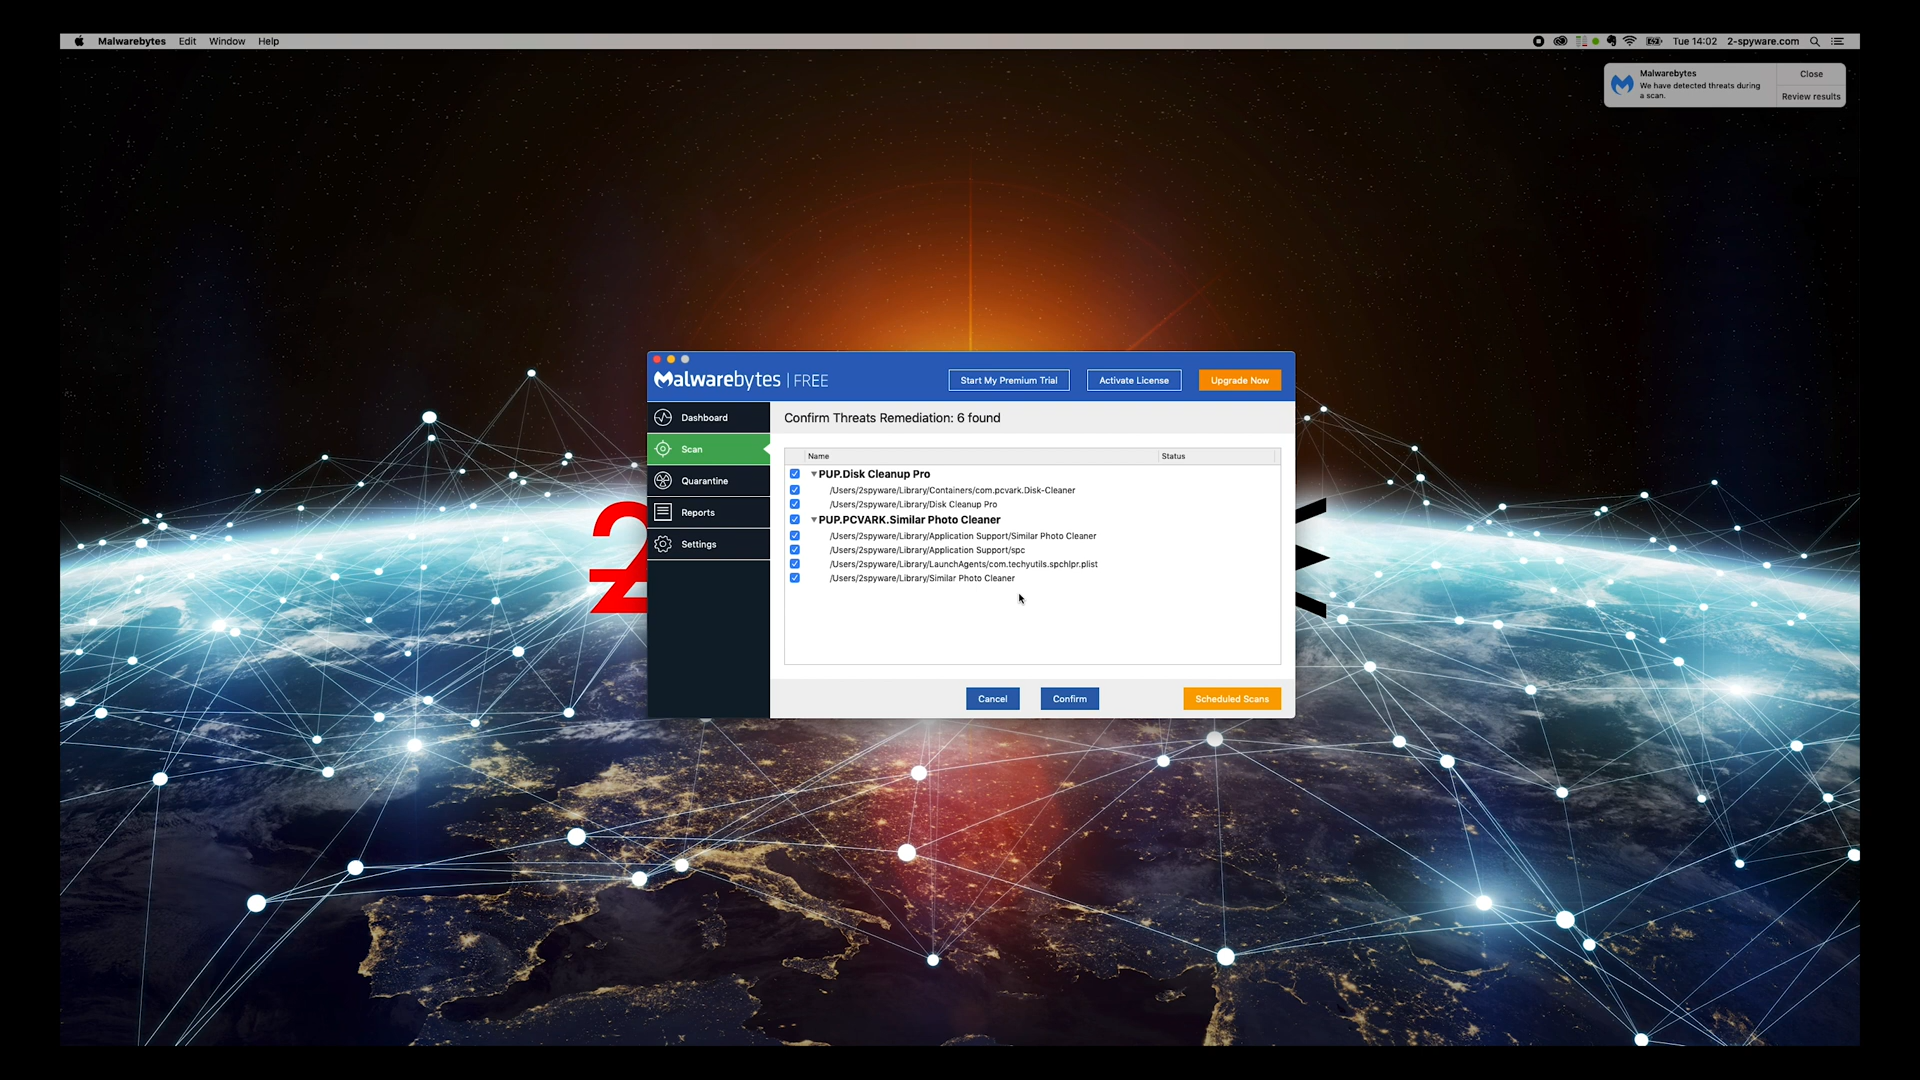 Malwarebytes Edit Window Help
Tue 14:02 2-spyware.com
Malwarebytes
We have detected threats during
a scan.
Close
Review results
Malwarebytes | FREE
Start My Premium Trial
Activate License
Upgrade Now
Dashboard
Scan
Quarantine
Reports
Settings
Confirm Threats Remediation: 6 found
Name Status
PUP.Disk Cleanup Pro
/Users/2spyware/Library/Containers/com.pcvark.Disk-Cleaner
/Users/2spyware/Library/Disk Cleanup Pro
PUP.PCVARK.Similar Photo Cleaner
/Users/2spyware/Library/Application Support/Similar Photo Cleaner
/Users/2spyware/Library/Application Support/spc
/Users/2spyware/Library/LaunchAgents/com.techyutils.spchlpr.plist
/Users/2spyware/Library/Similar Photo Cleaner
Cancel
Confirm
Scheduled Scans
2